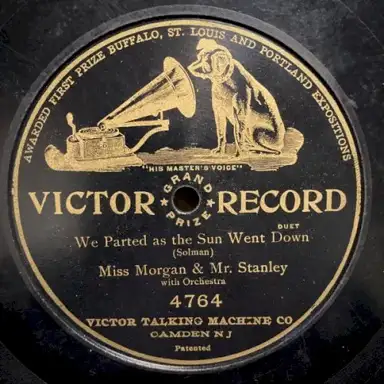 AWARDED FIRST PRIZE BUFFALO, ST. LOUIS AND PORTLAND EXPOSITIONS
"HIS MASTER'S VOICE"
VICTOR RECORD
GRAND PRIZE
DUET
We Parted as the Sun Went Down
(Solman)
Miss Morgan & Mr. Stanley
with Orchestra
4764
VICTOR TALKING MACHINE CO
CAMDEN N J
Patented